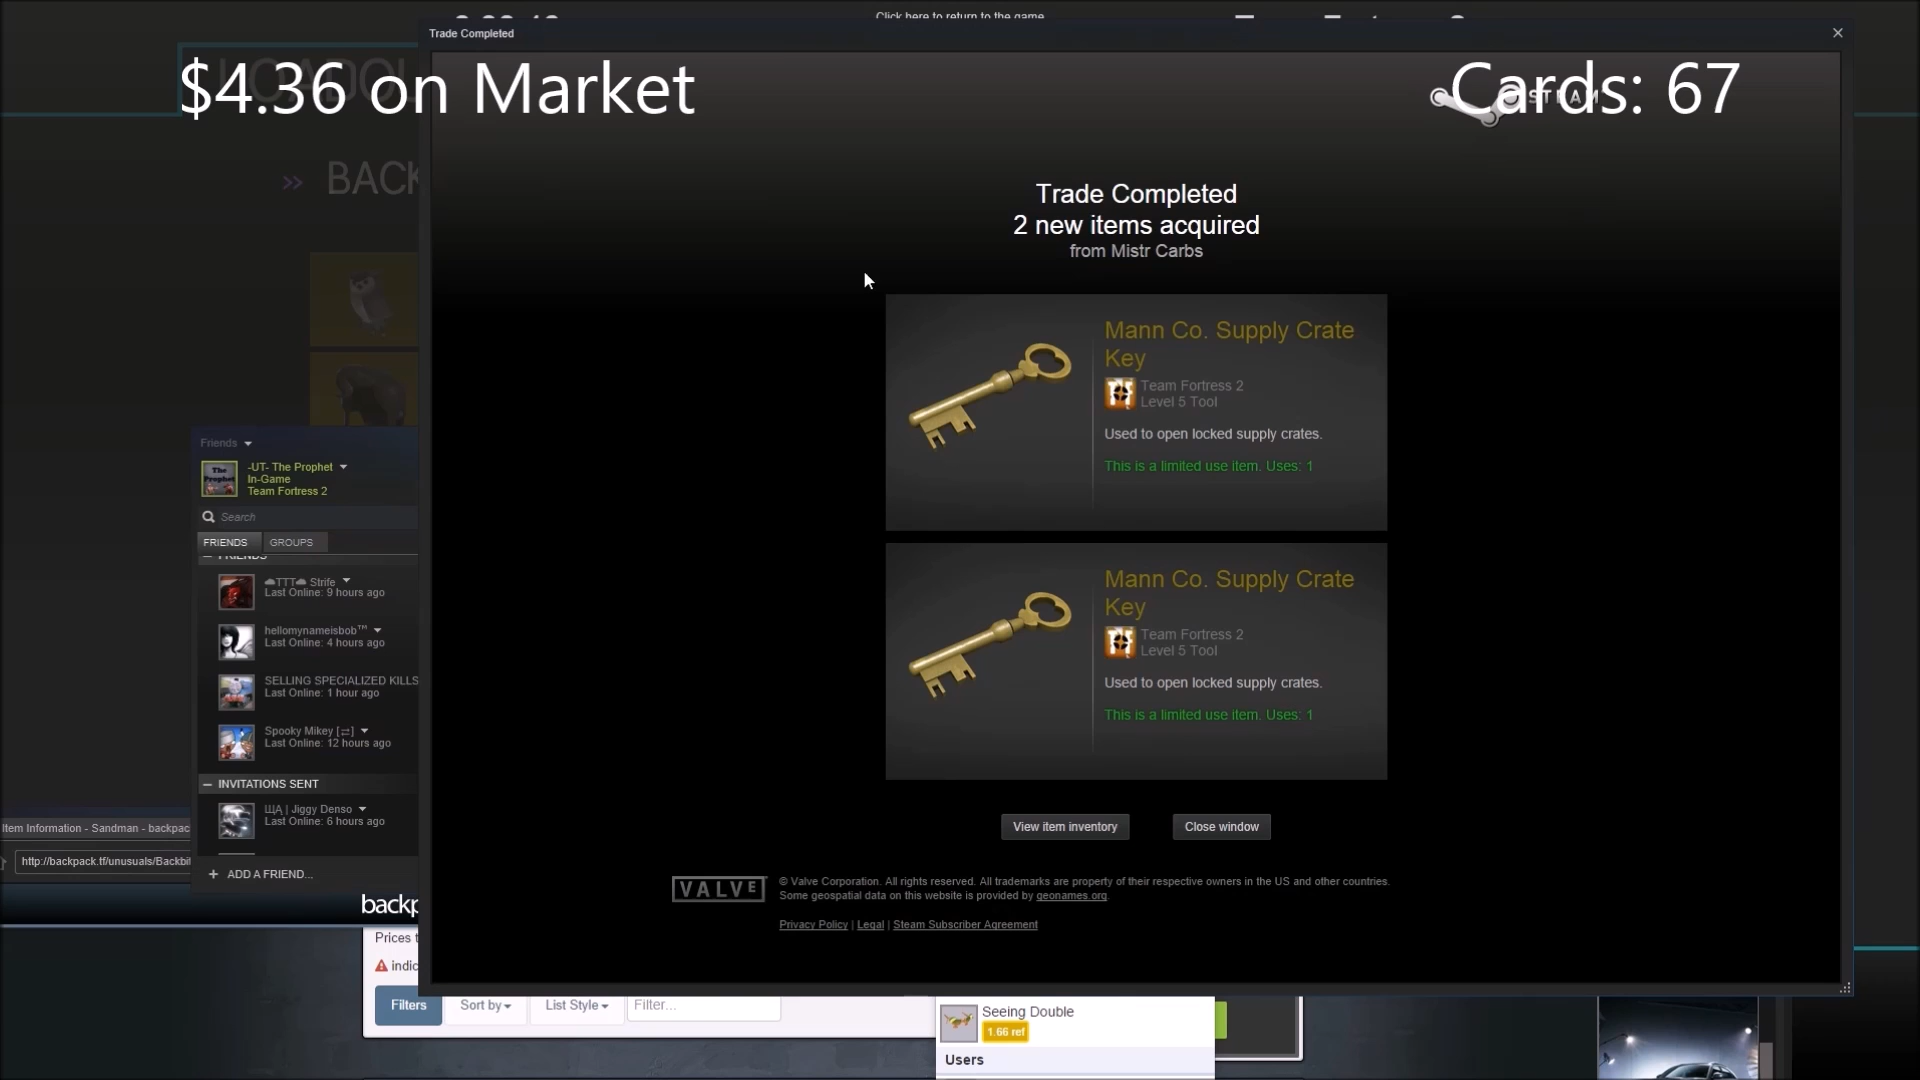 Click here to return to the game
Trade Completed
$4.36 on Market
Cards: 67
STEAM
LOADOU
>> BACK
Trade Completed
2 new items acquired
from Mistr Carbs
Mann Co. Supply Crate
Key
Team Fortress 2
Level 5 Tool
Used to open locked supply crates.
This is a limited use item. Uses: 1
Mann Co. Supply Crate
Key
Team Fortress 2
Level 5 Tool
Used to open locked supply crates.
This is a limited use item. Uses: 1
View item inventory
Close window
VALVE
© Valve Corporation. All rights reserved. All trademarks are property of their respective owners in the US and other countries.
Some geospatial data on this website is provided by geonames.org.
Privacy Policy | Legal | Steam Subscriber Agreement
Friends
-UT- The Prophet
In-Game
Team Fortress 2
Search
FRIENDS GROUPS
FRIENDS
TTT Strife
Last Online: 9 hours ago
hellomynameisbob™
Last Online: 4 hours ago
SELLING SPECIALIZED KILLS
Last Online: 1 hour ago
Spooky Mikey [⇄]
Last Online: 12 hours ago
INVITATIONS SENT
ЩĄ | Jiggy Denso
Last Online: 6 hours ago
+ ADD A FRIEND...
Item Information - Sandman - backpac
http://backpack.tf/unusuals/Backbit
backp
Prices t
indic
Filters
Sort by
List Style
Filter...
Seeing Double
1.66 ref
Users